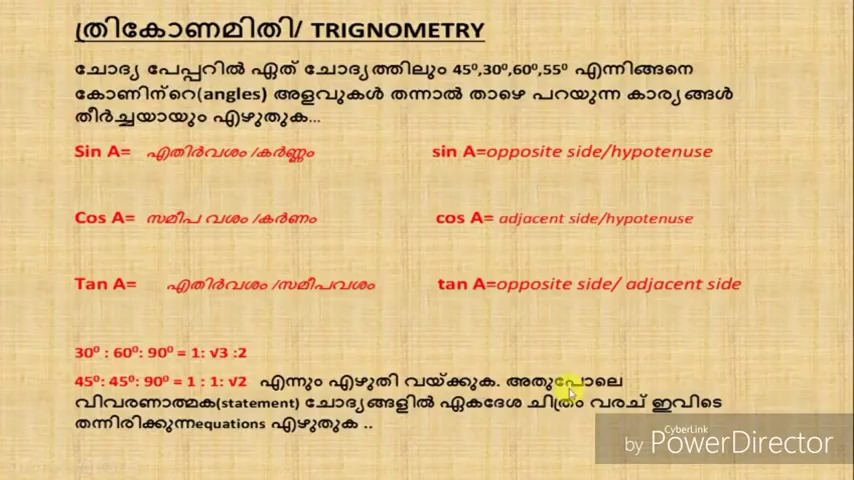 ത്രികോണമിതി/ TRIGNOMETRY
ചോദ്യ പേപ്പറിൽ ഏത് ചോദ്യത്തിലും 45⁰,30⁰,60⁰,55⁰ എന്നിങ്ങനെ
കോണിന്റെ(angles) അളവുകൾ തന്നാൽ താഴെ പറയുന്ന കാര്യങ്ങൾ
തീർച്ചയായും എഴുതുക...
Sin A= എതിർവശം /കർണ്ണം sin A=opposite side/hypotenuse
Cos A= സമീപ വശം /കർണം cos A= adjacent side/hypotenuse
Tan A= എതിർവശം /സമീപവശം tan A=opposite side/ adjacent side
30⁰ : 60⁰: 90⁰ = 1: √3 :2
45⁰: 45⁰: 90⁰ = 1 : 1: √2 എന്നും എഴുതി വയ്ക്കുക. അതുപോലെ
വിവരണാത്മക(statement) ചോദ്യങ്ങളിൽ ഏകദേശ ചിത്രം വരച് ഇവിടെ
തന്നിരിക്കുന്നequations എഴുതുക ..
CyberLink
by PowerDirector